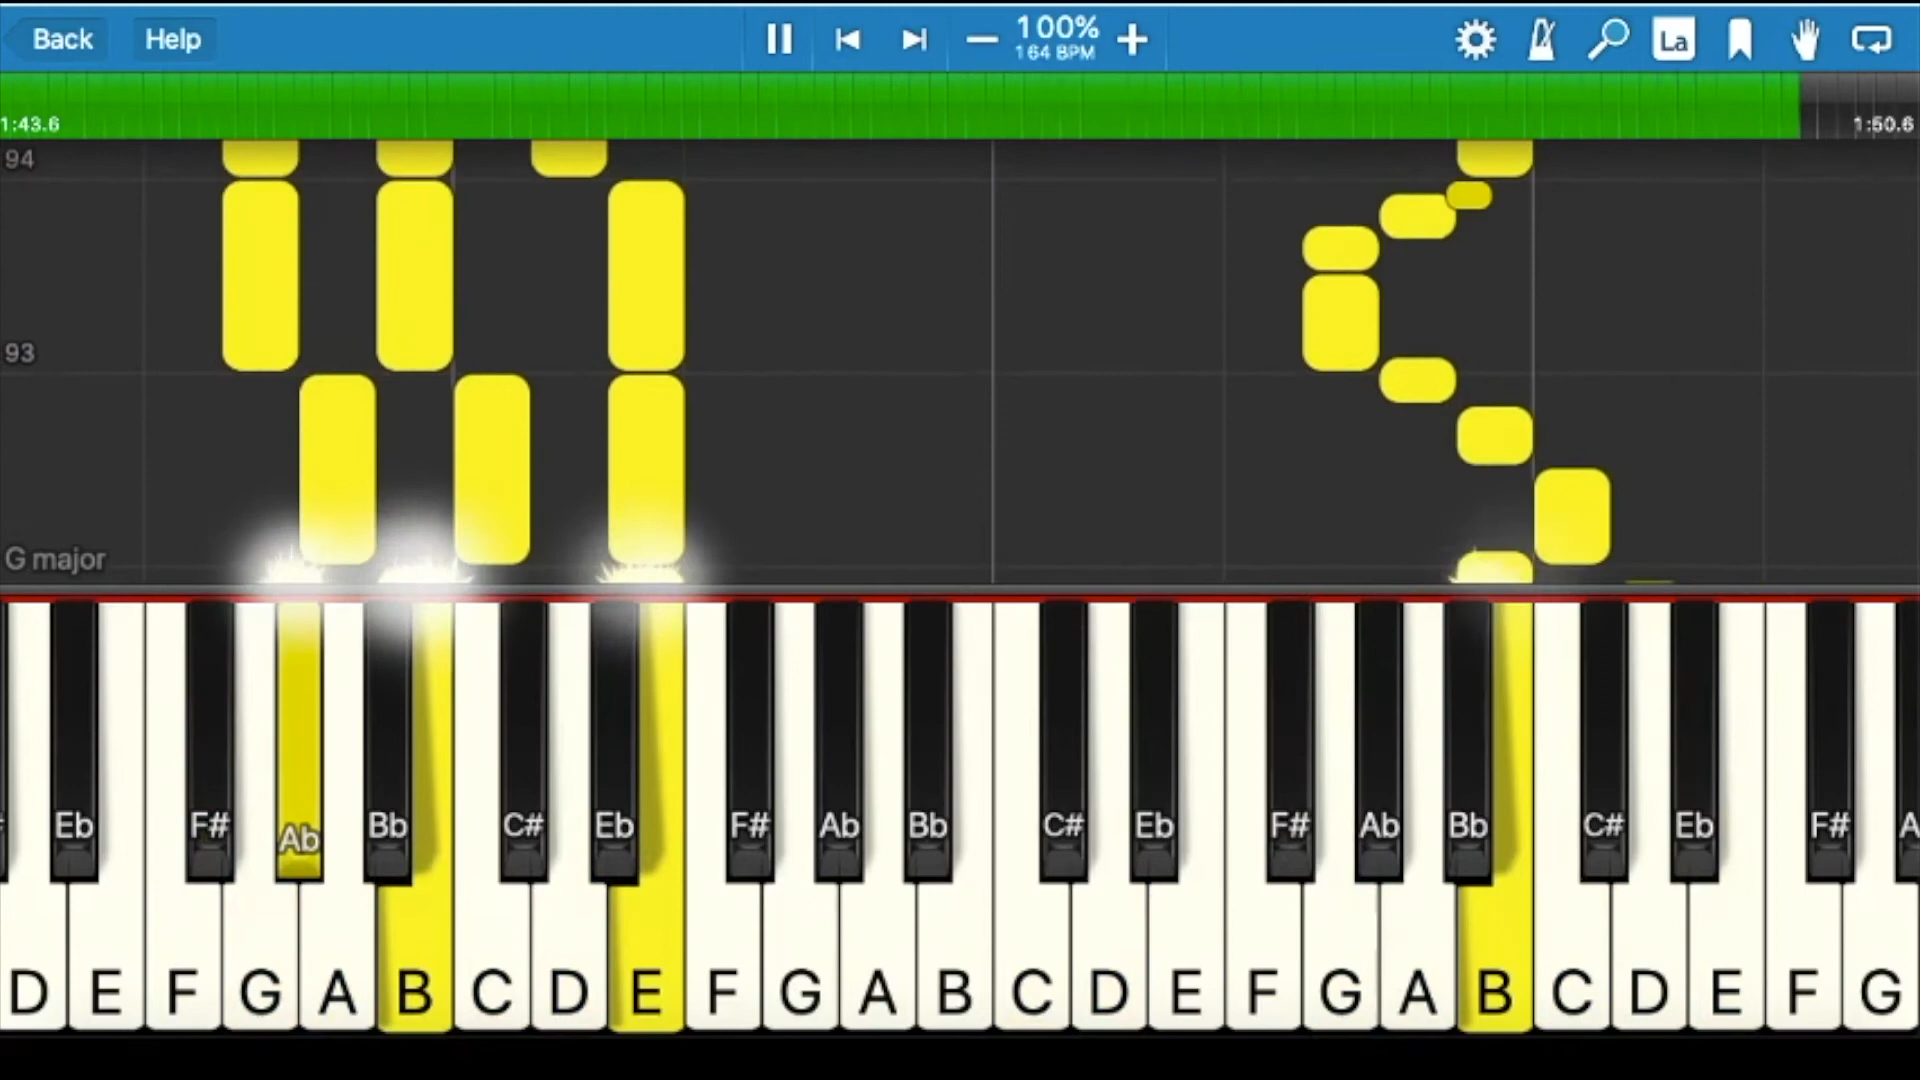 Back Help 100% La
164 BPM
1:43.6 1:50.6
94
93
G major
Eb F# Ab Bb C# Eb F# Ab Bb C# Eb F# Ab Bb C# Eb F# A
D E F G A B C D E F G A B C D E F G A B C D E F G